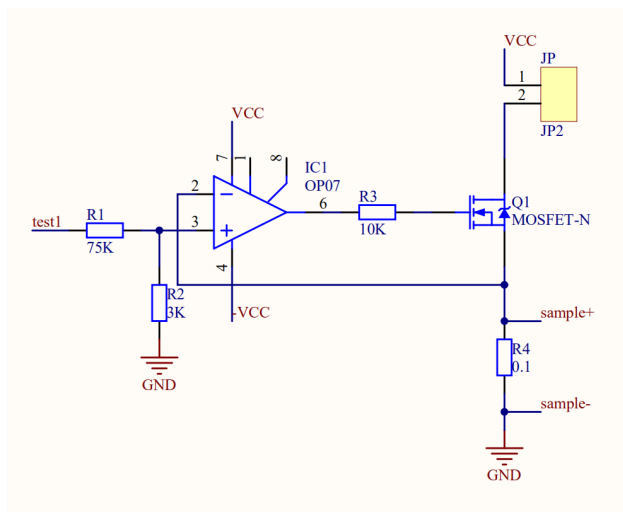 VCC
JP
1
2
JP2
VCC
7
1
8
IC1
OP07
2
3
6
4
-VCC
test1
R1
75K
R2
3K
GND
R3
10K
Q1
MOSFET-N
sample+
R4
0.1
sample-
GND